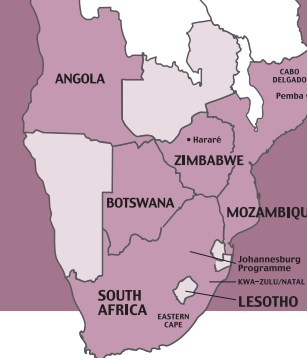 CABO
DELGADO
ANGOLA
Pemba
Hararé
ZIMBABWE
BOTSWANA
MOZAMBIQU
Johannesburg
Programme
KWA-ZULU/NATAL
SOUTH
AFRICA
LESOTHO
EASTERN
CAPE